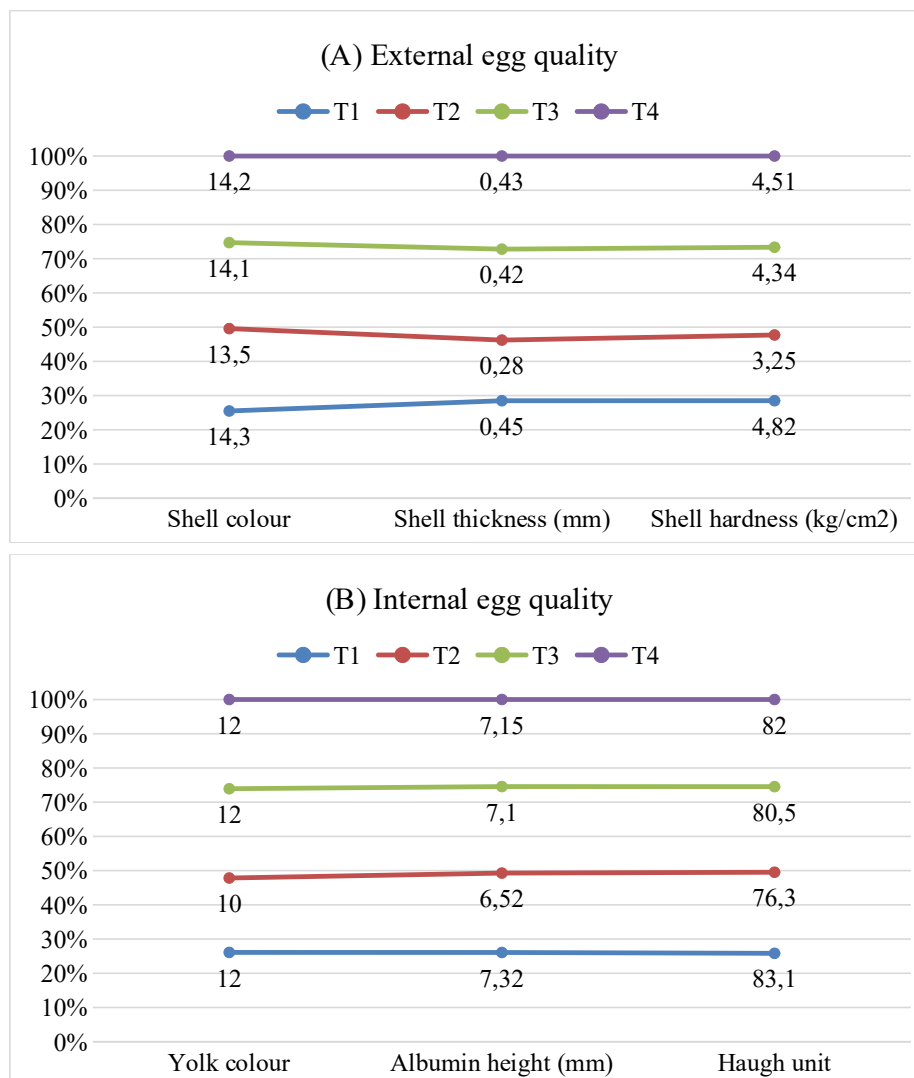 (A) External egg quality
T1 T2 T3 T4
100%
14,2 0,43 4,51
90%
80%
70%
14,1 0,42 4,34
60%
50%
13,5 0,28 3,25
40%
30%
14,3 0,45 4,82
20%
10%
0%
Shell colour Shell thickness (mm) Shell hardness (kg/cm2)
(B) Internal egg quality
T1 T2 T3 T4
100%
12 7,15 82
90%
80%
70%
12 7,1 80,5
60%
50%
10 6,52 76,3
40%
30%
12 7,32 83,1
20%
10%
0%
Yolk colour Albumin height (mm) Haugh unit